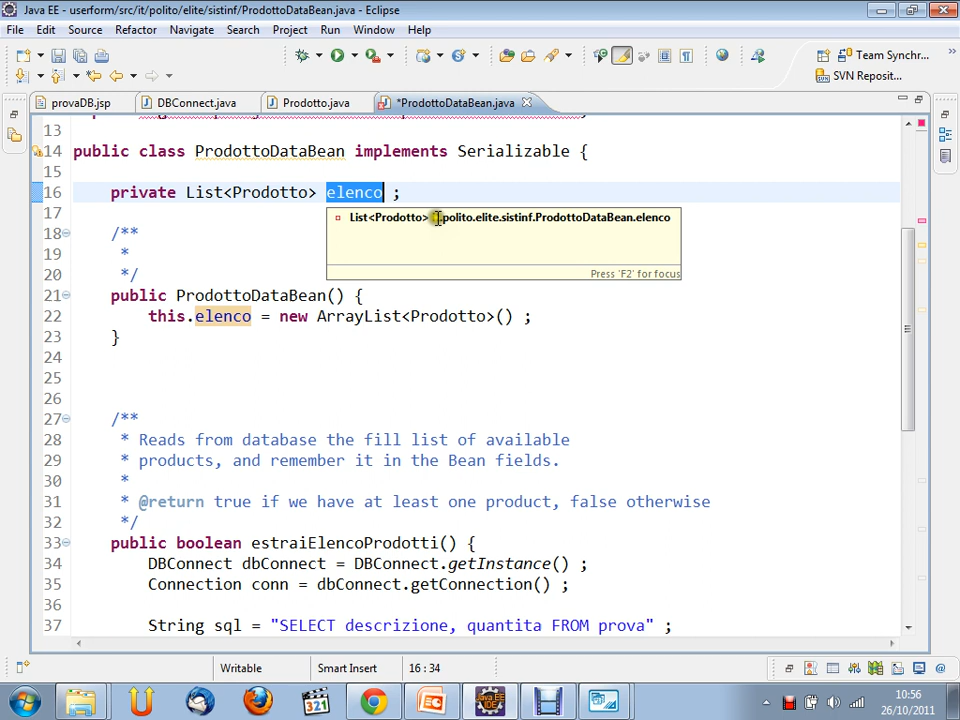 Java EE - userform/src/it/polito/elite/sistinf/ProdottoDataBean.java - Eclipse
File Edit Source Refactor Navigate Search Project Run Window Help
Team Synchr...
SVN Reposit...
provaDB.jsp DBConnect.java Prodotto.java *ProdottoDataBean.java
13
14 public class ProdottoDataBean implements Serializable {
15
16 private List<Prodotto> elenco ;
17
List<Prodotto> .polito.elite.sistinf.ProdottoDataBean.elenco
Press 'F2' for focus
18 /**
19 *
20 */
21 public ProdottoDataBean() {
22 this.elenco = new ArrayList<Prodotto>() ;
23 }
24
25
26
27 /**
28 * Reads from database the fill list of available
29 * products, and remember it in the Bean fields.
30 *
31 * @return true if we have at least one product, false otherwise
32 */
33 public boolean estraiElencoProdotti() {
34 DBConnect dbConnect = DBConnect.getInstance() ;
35 Connection conn = dbConnect.getConnection() ;
36
37 String sql = "SELECT descrizione, quantita FROM prova" ;
Writable Smart Insert 16 : 34
321
Java EE
IDE
10:56
26/10/2011